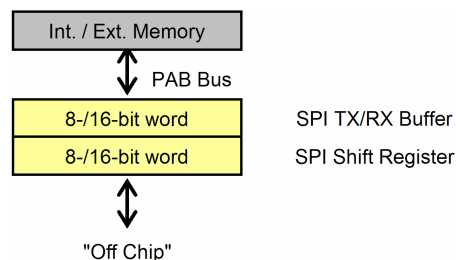 Int. / Ext. Memory
PAB Bus
8-/16-bit word SPI TX/RX Buffer
8-/16-bit word SPI Shift Register
"Off Chip"